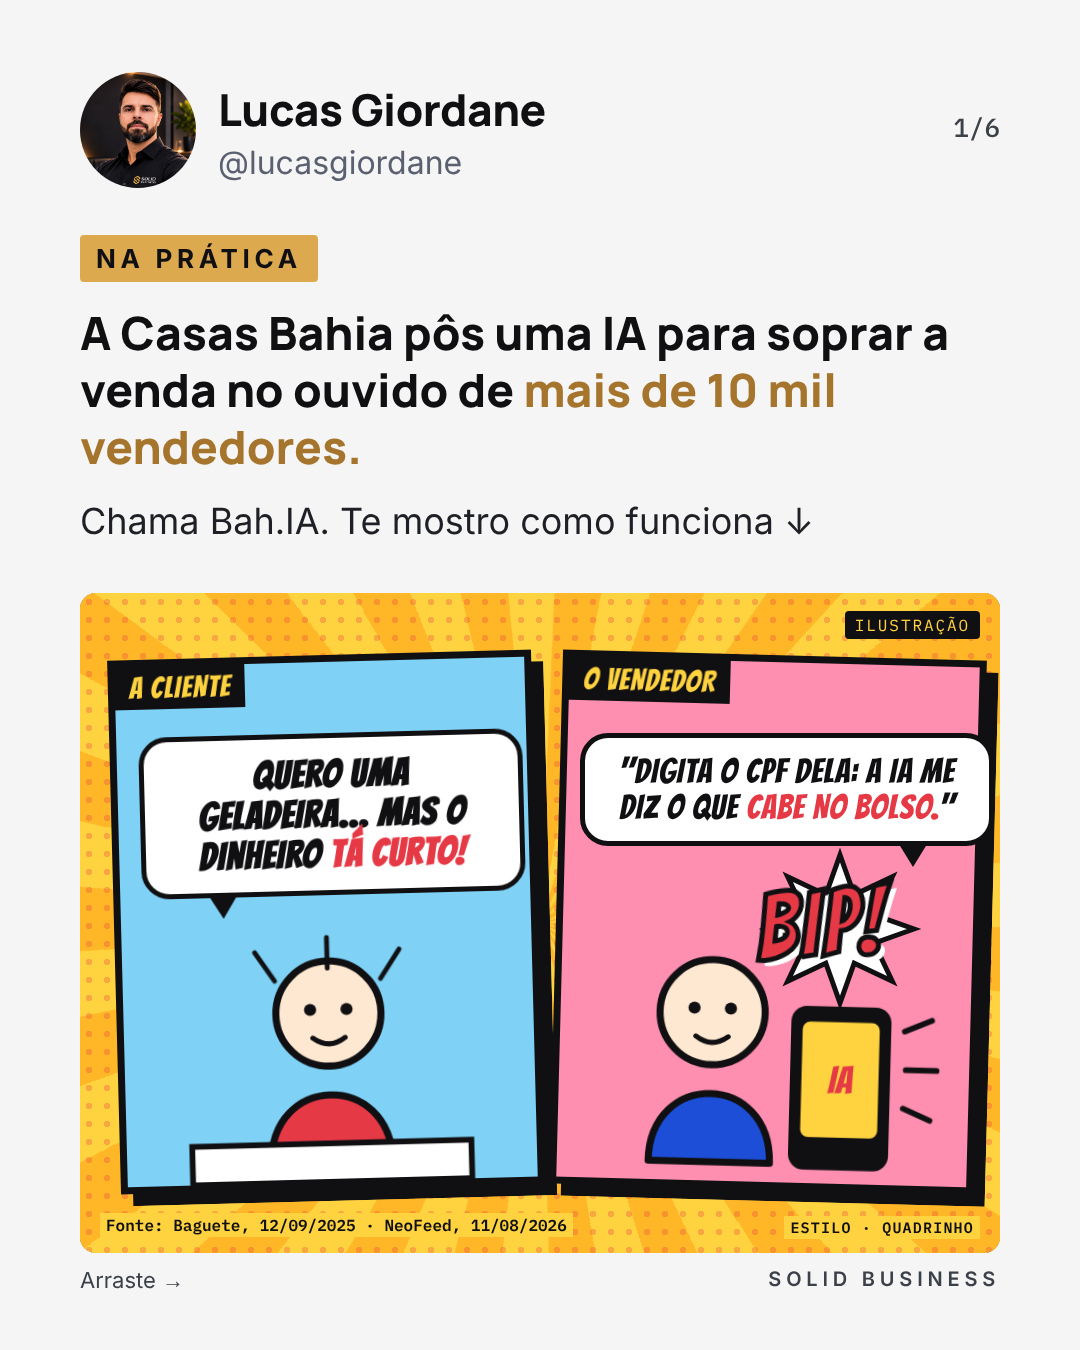 Lucas Giordane
@lucasgiordane
1/6
NA PRÁTICA
A Casas Bahia pôs uma IA para soprar a
venda no ouvido de mais de 10 mil
vendedores.
Chama Bah.IA. Te mostro como funciona ↓
ILUSTRAÇÃO
A CLIENTE
QUERO UMA
GELADEIRA... MAS O
DINHEIRO TÁ CURTO!
O VENDEDOR
"DIGITA O CPF DELA: A IA ME
DIZ O QUE CABE NO BOLSO."
BIP!
IA
Fonte: Baguete, 12/09/2025 · NeoFeed, 11/08/2026
ESTILO · QUADRINHO
Arraste →
SOLID BUSINESS